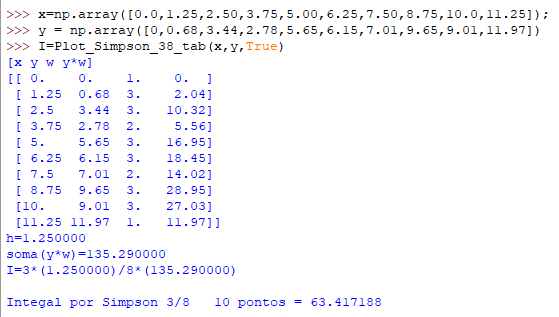 >>> x=np.array([0.0,1.25,2.50,3.75,5.00,6.25,7.50,8.75,10.0,11.25]);
>>> y = np.array([0,0.68,3.44,2.78,5.65,6.15,7.01,9.65,9.01,11.97])
>>> I=Plot_Simpson_38_tab(x,y,True)
[x y w y*w]
[[ 0.     0.     1.     0.  ]
 [ 1.25  0.68  3.     2.04]
 [ 2.5   3.44  3.    10.32]
 [ 3.75  2.78  2.     5.56]
 [ 5.    5.65  3.    16.95]
 [ 6.25  6.15  3.    18.45]
 [ 7.5   7.01  2.    14.02]
 [ 8.75  9.65  3.    28.95]
 [10.    9.01  3.    27.03]
 [11.25 11.97  1.    11.97]]
h=1.250000
soma(y*w)=135.290000
I=3*(1.250000)/8*(135.290000)
Integal por Simpson 3/8   10 pontos = 63.417188